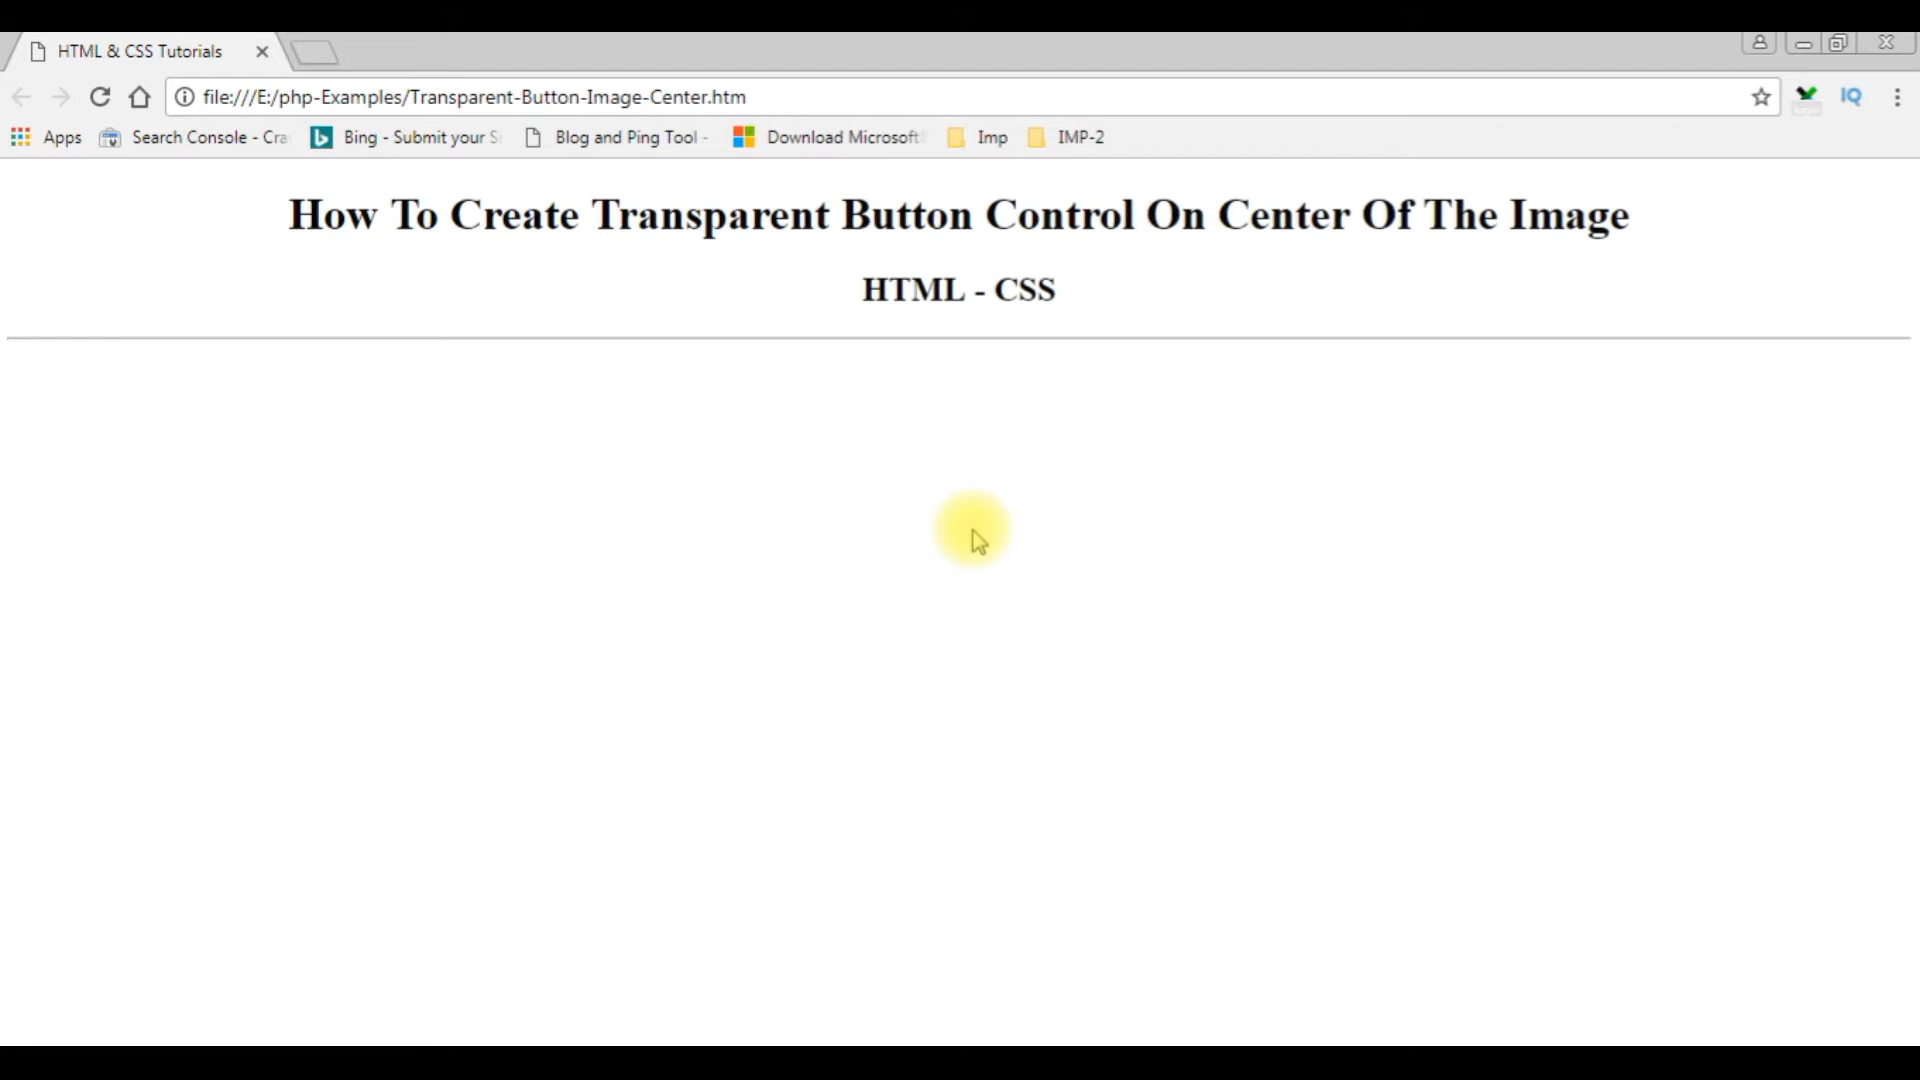 HTML & CSS Tutorials
file:///E:/php-Examples/Transparent-Button-Image-Center.htm
IQ
Apps Search Console - Cra Bing - Submit your S Blog and Ping Tool - Download Microsoft Imp IMP-2
How To Create Transparent Button Control On Center Of The Image
HTML - CSS